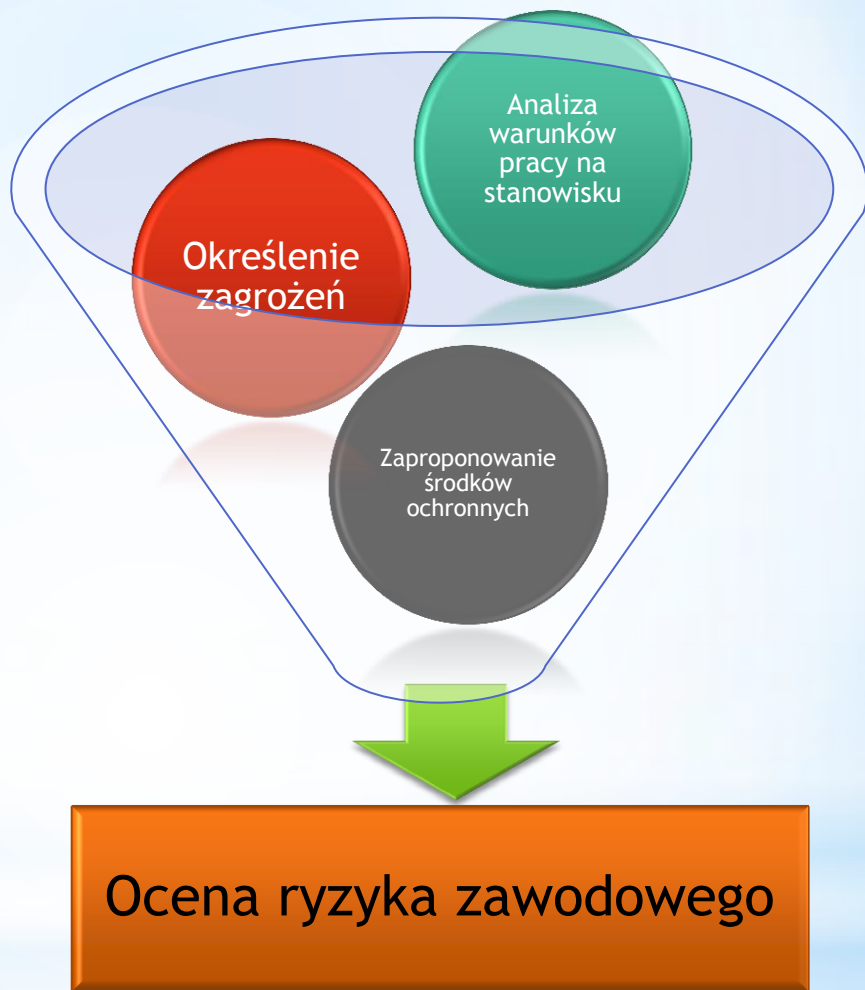 Analiza
warunków
pracy na
stanowisku
Określenie
zagrożeń
Zaproponowanie
środków
ochronnych
Ocena ryzyka zawodowego